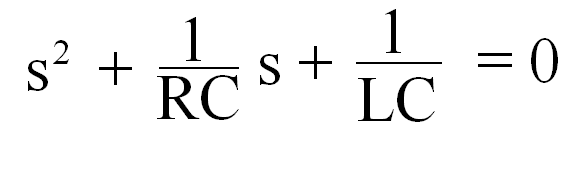 s² + 1/RC s + 1/LC = 0